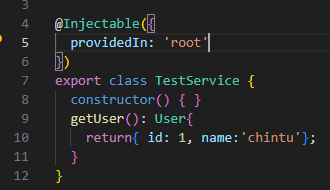 3
4 @Injectable({
5   providedIn: 'root'
6 })
7 export class TestService {
8   constructor() { }
9   getUser(): User{
10     return{ id: 1, name:'chintu'};
11   }
12 }